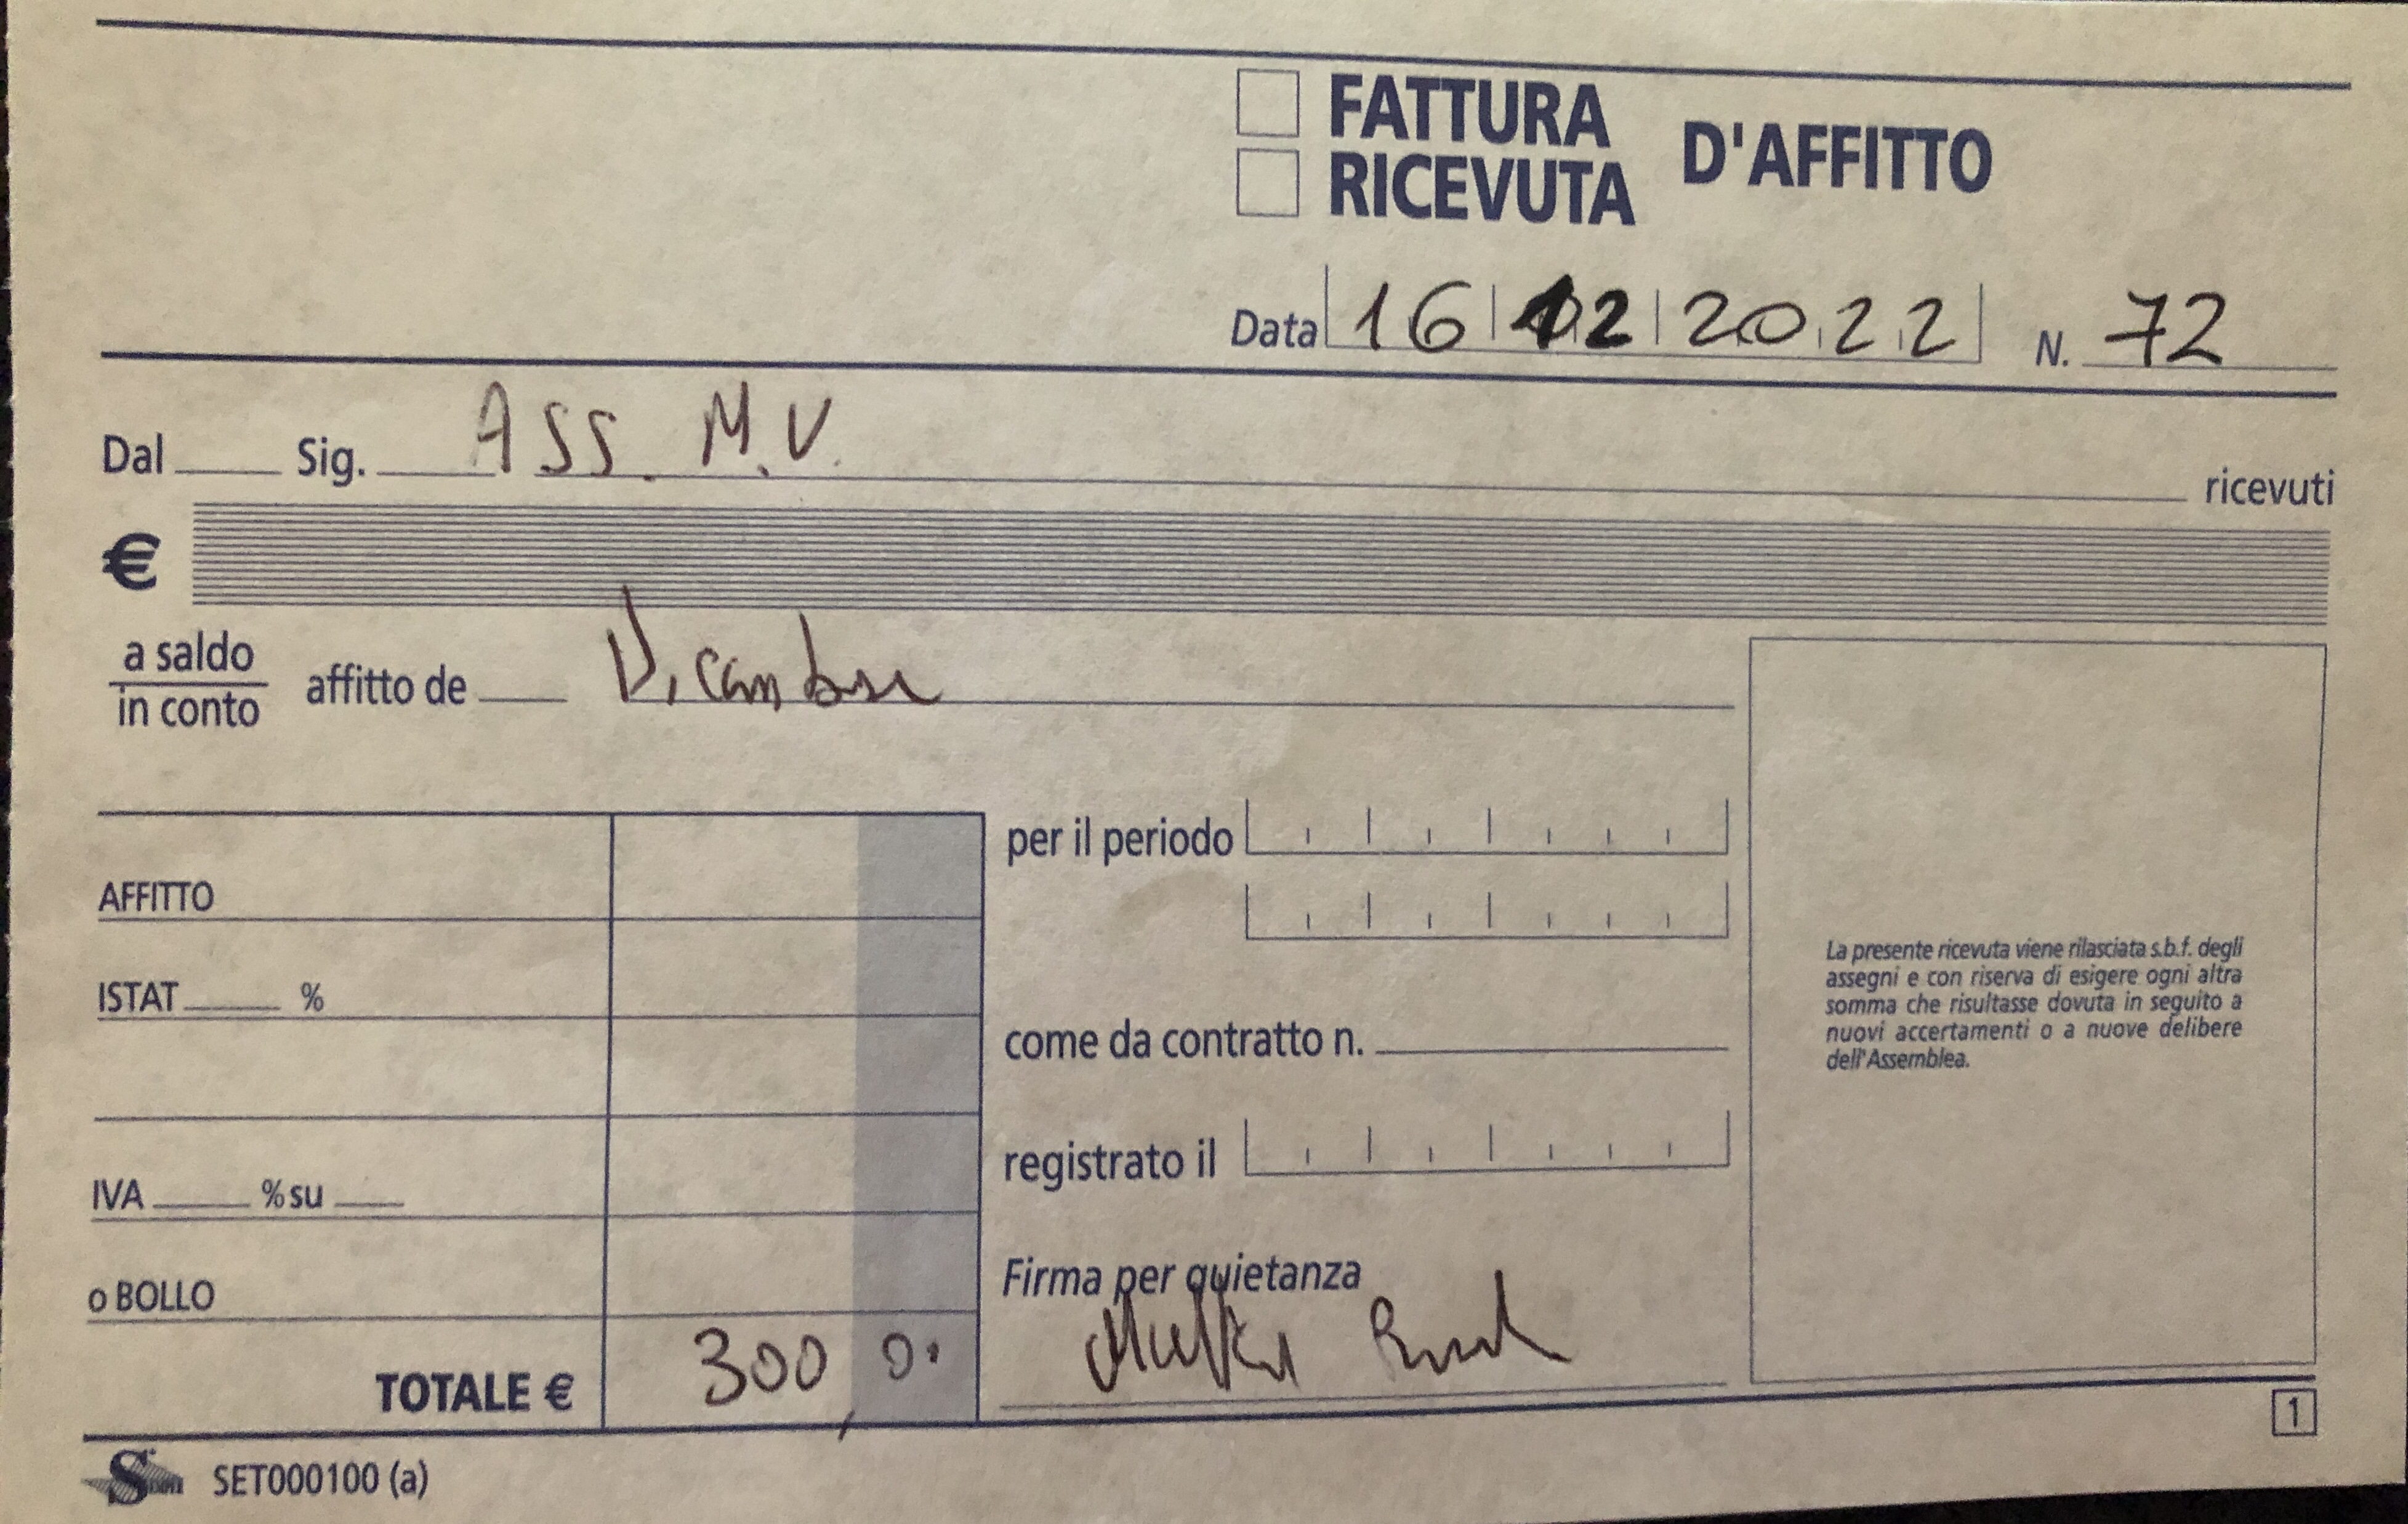 FATTURA
RICEVUTA D'AFFITTO
Data 16 12 2022 N. 72
Dal Sig. Ass. M.V. ricevuti
€
a saldo
in conto
affitto de Dicembre
AFFITTO
ISTAT %
IVA % su
o BOLLO
TOTALE € 300,0
per il periodo
come da contratto n.
registrato il
Firma per quietanza
La presente ricevuta viene rilasciata s.b.f. degli
assegni e con riserva di esigere ogni altra
somma che risultasse dovuta in seguito a
nuovi accertamenti o a nuove delibere
dell'Assemblea.
1
SET000100 (a)